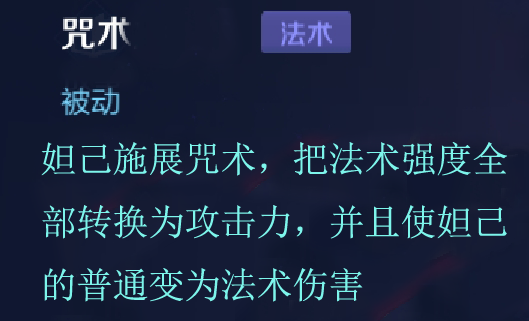 咒术 法术
被动
妲己施展咒术，把法术强度全
部转换为攻击力，并且使妲己
的普通变为法术伤害